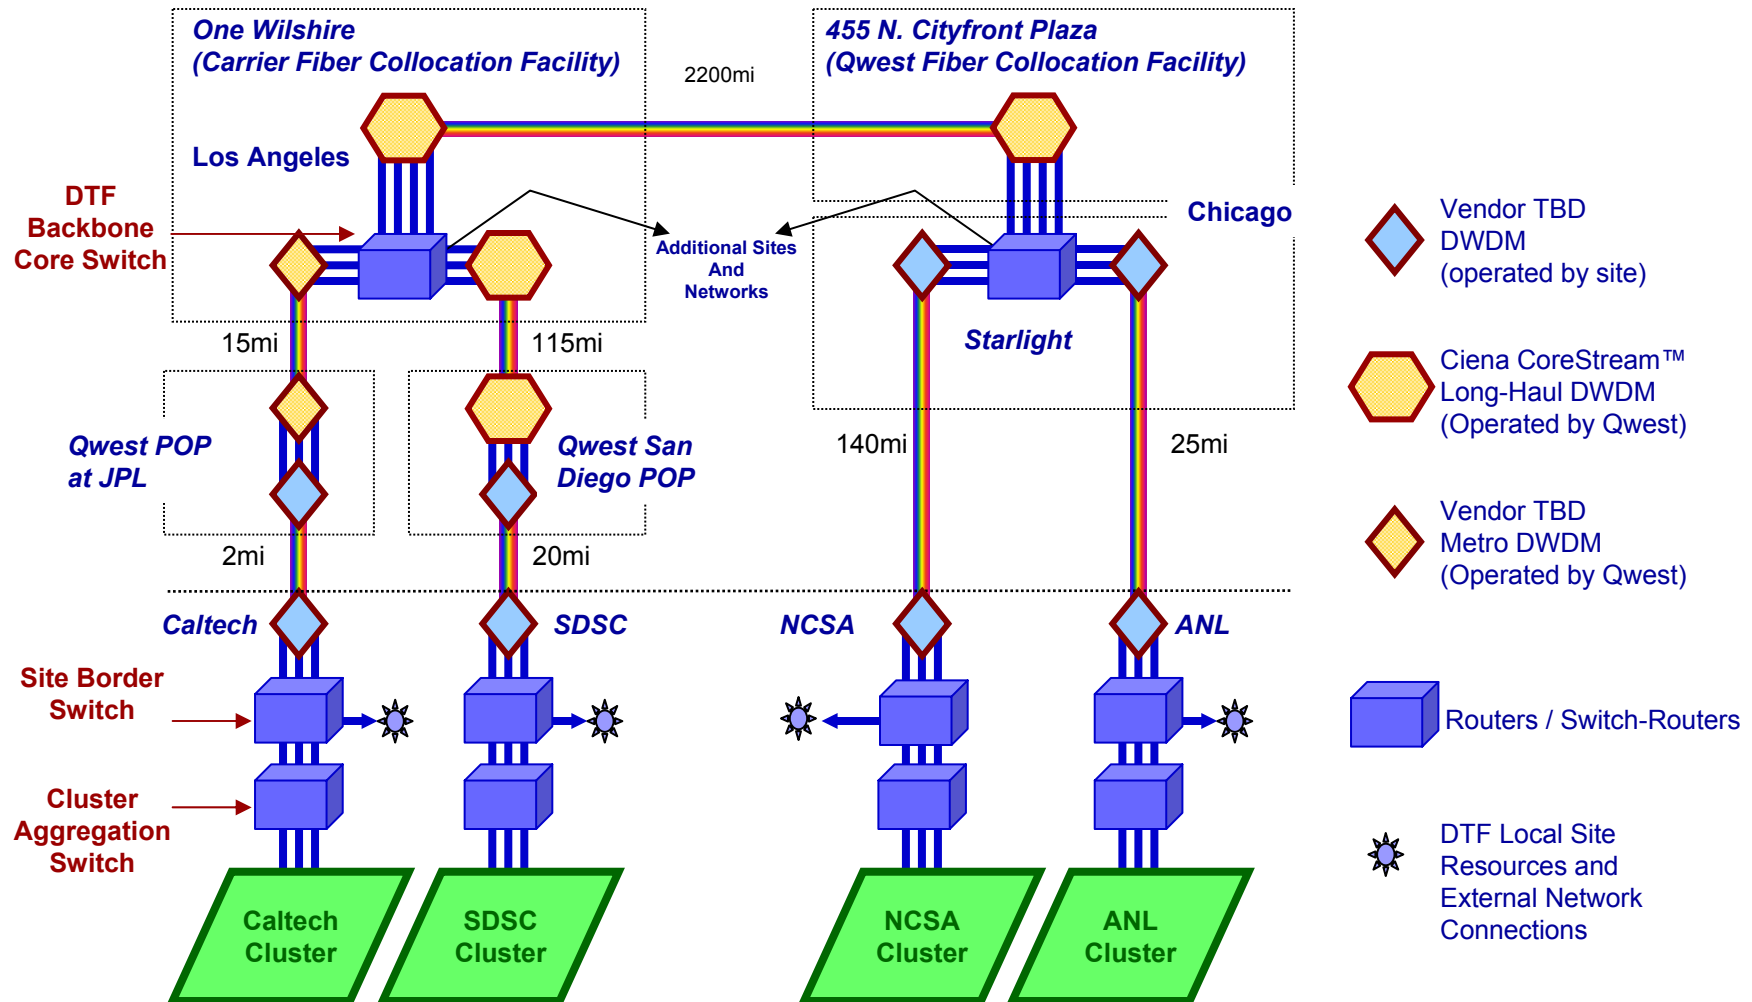 One Wilshire
(Carrier Fiber Collocation Facility)
2200mi
455 N. Cityfront Plaza
(Qwest Fiber Collocation Facility)
Los Angeles
DTF
Backbone
Core Switch
Additional Sites
And
Networks
Chicago
Starlight
15mi
115mi
Qwest POP
at JPL
Qwest San
Diego POP
140mi
25mi
2mi
20mi
Caltech
SDSC
NCSA
ANL
Site Border
Switch
Cluster
Aggregation
Switch
Caltech
Cluster
SDSC
Cluster
NCSA
Cluster
ANL
Cluster
Vendor TBD
DWDM
(operated by site)
Ciena CoreStream™
Long-Haul DWDM
(Operated by Qwest)
Vendor TBD
Metro DWDM
(Operated by Qwest)
Routers / Switch-Routers
DTF Local Site
Resources and
External Network
Connections